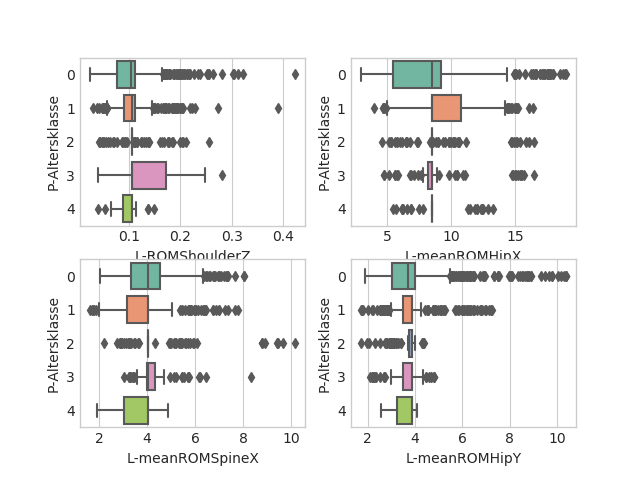 P-Altersklasse
0
1
2
3
4
0.1 0.2 0.3 0.4
L-ROMShoulderZ
P-Altersklasse
0
1
2
3
4
5 10 15
L-meanROMHipX
P-Altersklasse
0
1
2
3
4
2 4 6 8 10
L-meanROMSpineX
P-Altersklasse
0
1
2
3
4
2 4 6 8 10
L-meanROMHipY